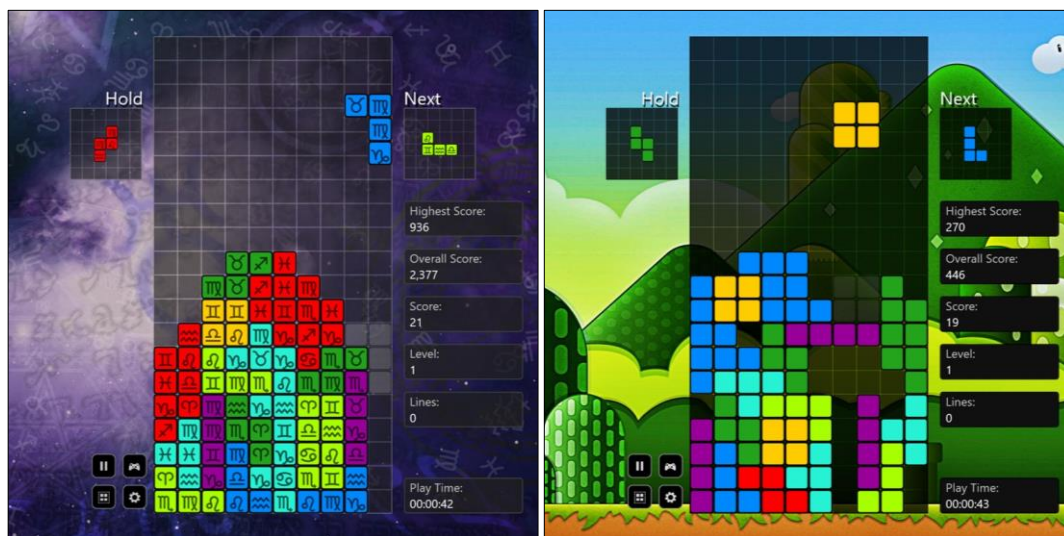 Hold
Next
Highest Score:
936
Overall Score:
2,377
Score:
21
Level:
1
Lines:
0
Play Time:
00:00:42
Hold
Next
Highest Score:
270
Overall Score:
446
Score:
19
Level:
1
Lines:
0
Play Time:
00:00:43